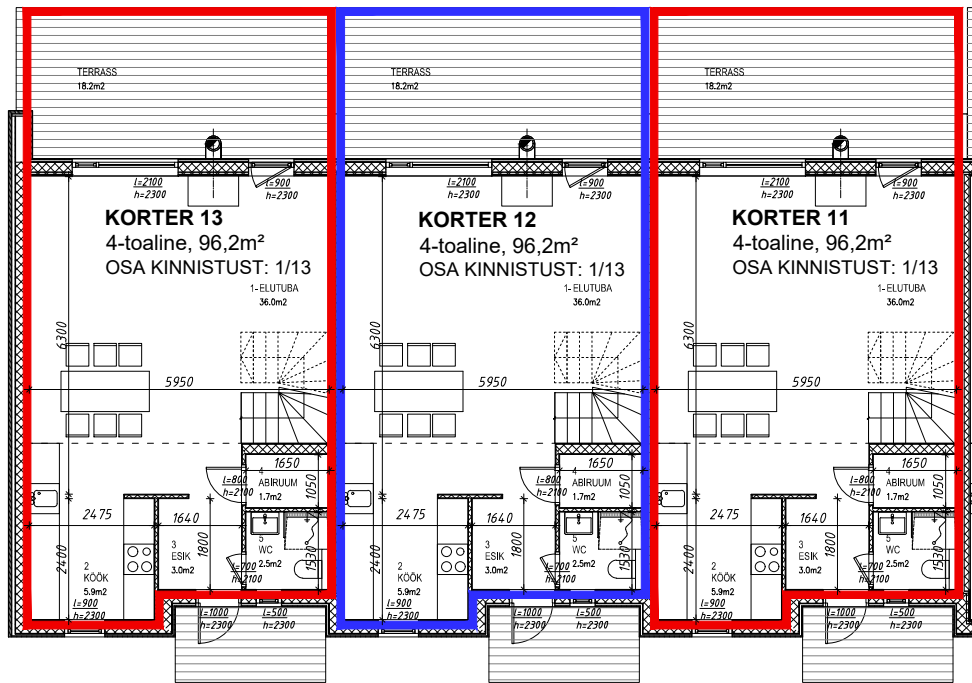 TERRASS
18.2m2
l=2100
h=2300
l=900
h=2300
KORTER 13
4-toaline, 96,2m²
OSA KINNISTUST: 1/13
1-ELUTUBA
36.0m2
6300
5950
1650
l=800
h=2100
4
ABIRUUM
1.7m2
1050
2475
1640
2400
1800
3
ESIK
3.0m2
5
WC
2.5m2
1530
l=700
h=2100
2
KÖÖK
5.9m2
l=900
h=2300
l=1000
h=2300
l=500
h=2300
TERRASS
18.2m2
l=2100
h=2300
l=900
h=2300
KORTER 12
4-toaline, 96,2m²
OSA KINNISTUST: 1/13
1-ELUTUBA
36.0m2
6300
5950
1650
l=800
h=2100
4
ABIRUUM
1.7m2
1050
2475
1640
2400
1800
3
ESIK
3.0m2
5
WC
2.5m2
1530
l=700
h=2100
2
KÖÖK
5.9m2
l=900
h=2300
l=1000
h=2300
l=500
h=2300
TERRASS
18.2m2
l=2100
h=2300
l=900
h=2300
KORTER 11
4-toaline, 96,2m²
OSA KINNISTUST: 1/13
1-ELUTUBA
36.0m2
6300
5950
1650
l=800
h=2100
4
ABIRUUM
1.7m2
1050
2475
1640
2400
1800
3
ESIK
3.0m2
5
WC
2.5m2
1530
l=700
h=2100
2
KÖÖK
5.9m2
l=900
h=2300
l=1000
h=2300
l=500
h=2300